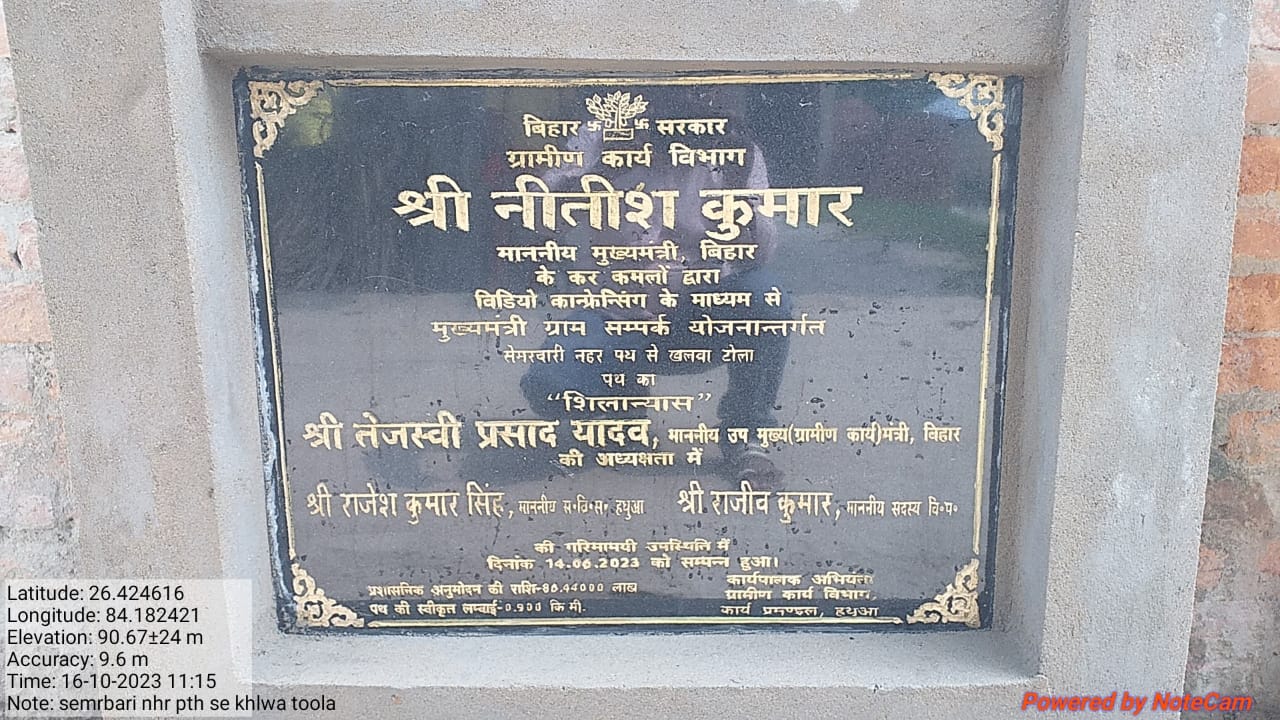 बिहार सरकार
ग्रामीण कार्य विभाग
श्री नीतीश कुमार
माननीय मुख्यमंत्री, बिहार
के कर कमलों द्वारा
विडियो कान्फ्रेन्सिंग के माध्यम से
मुख्यमंत्री ग्राम सम्पर्क योजनान्तर्गत
सेमरवारी नहर पथ से खलवा टोला
पथ का
“शिलान्यास”
श्री तेजस्वी प्रसाद यादव, माननीय उप मुख्य(ग्रामीण कार्य)मंत्री, बिहार
की अध्यक्षता में
श्री राजेश कुमार सिंह, माननीय स॰वि॰स॰ हथुआ श्री राजीव कुमार, माननीय सदस्य वि॰प॰
की गरिमामयी उपस्थिति में
दिनांक 14.06.2023 को सम्पन्न हुआ।
प्रशासनिक अनुमोदन की राशि-86.44000 लाख
पथ की स्वीकृत लम्बाई-0.900 कि मी.
कार्यपालक अभियंता
ग्रामीण कार्य विभाग,
कार्य प्रमण्डल, हथुआ
Latitude: 26.424616
Longitude: 84.182421
Elevation: 90.67±24 m
Accuracy: 9.6 m
Time: 16-10-2023 11:15
Note: semrbari nhr pth se khlwa toola
Powered by NoteCam